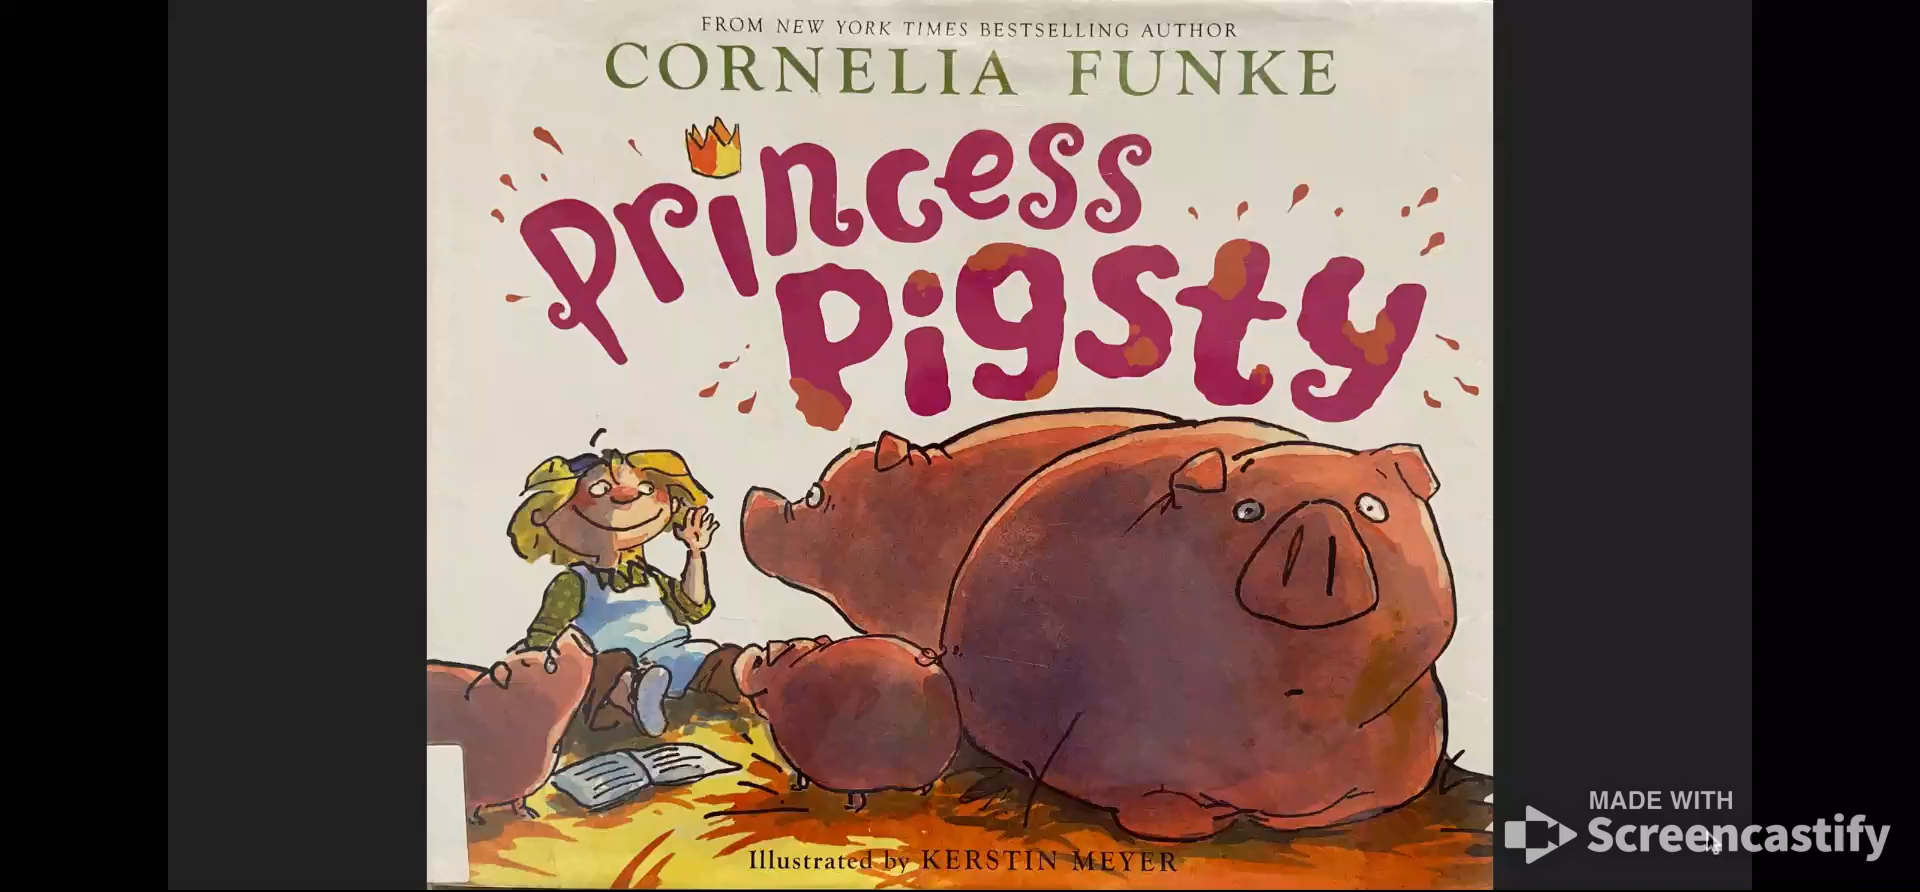 FROM NEW YORK TIMES BESTSELLING AUTHOR
CORNELIA FUNKE
Princess
Pigsty
Illustrated by KERSTIN MEYER
MADE WITH
Screencastify